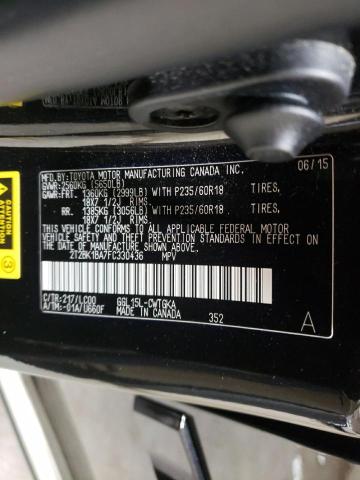 MFD.BY:TOYOTA MOTOR MANUFACTURING CANADA INC. 06/15
GVWR:2560KG (5650LB)
GAWR:FRT. 1360KG (2999LB) WITH P235/60R18 TIRES,
18X7 1/2J RIMS,
RR. 1385KG (3056LB) WITH P235/60R18 TIRES,
18X7 1/2J RIMS,
THIS VEHICLE CONFORMS TO ALL APPLICABLE FEDERAL MOTOR
VEHICLE SAFETY AND THEFT PREVENTION STANDARDS IN EFFECT
ON THE DATE OF MANUFACTURE SHOWN ABOVE.
2T2BK1BA7FC330436 MPV
C/TR:217/LC00 GGL15L-CWTGKA
A/TM:-01A/U660F MADE IN CANADA 352 A
CAUTION
3